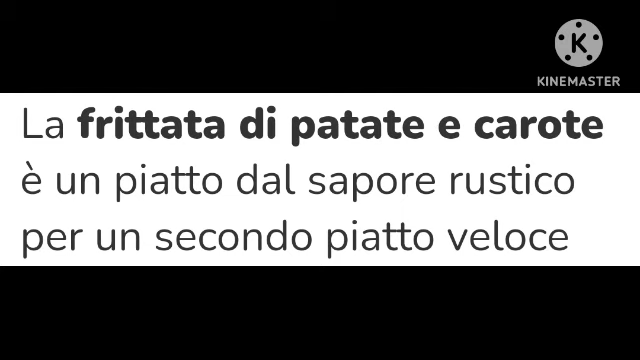 KINEMASTER
La frittata di patate e carote
è un piatto dal sapore rustico
per un secondo piatto veloce